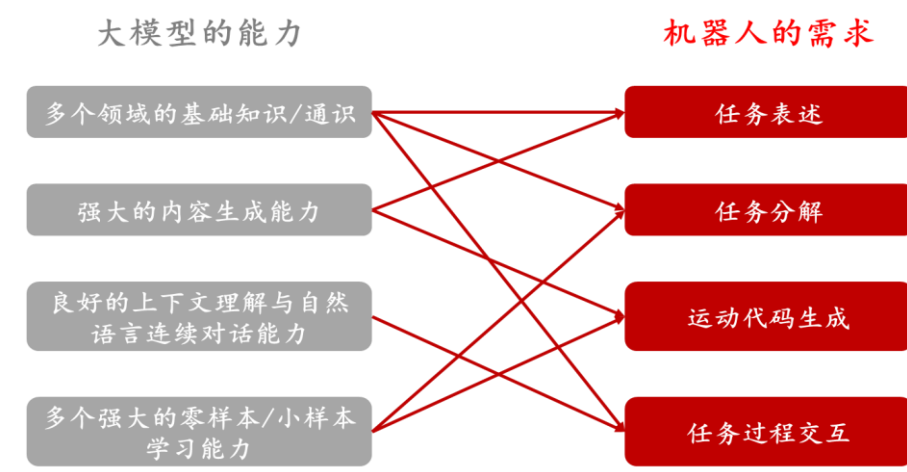 大模型的能力
机器人的需求
多个领域的基础知识/通识
任务表述
强大的内容生成能力
任务分解
良好的上下文理解与自然
语言连续对话能力
运动代码生成
多个强大的零样本/小样本
学习能力
任务过程交互